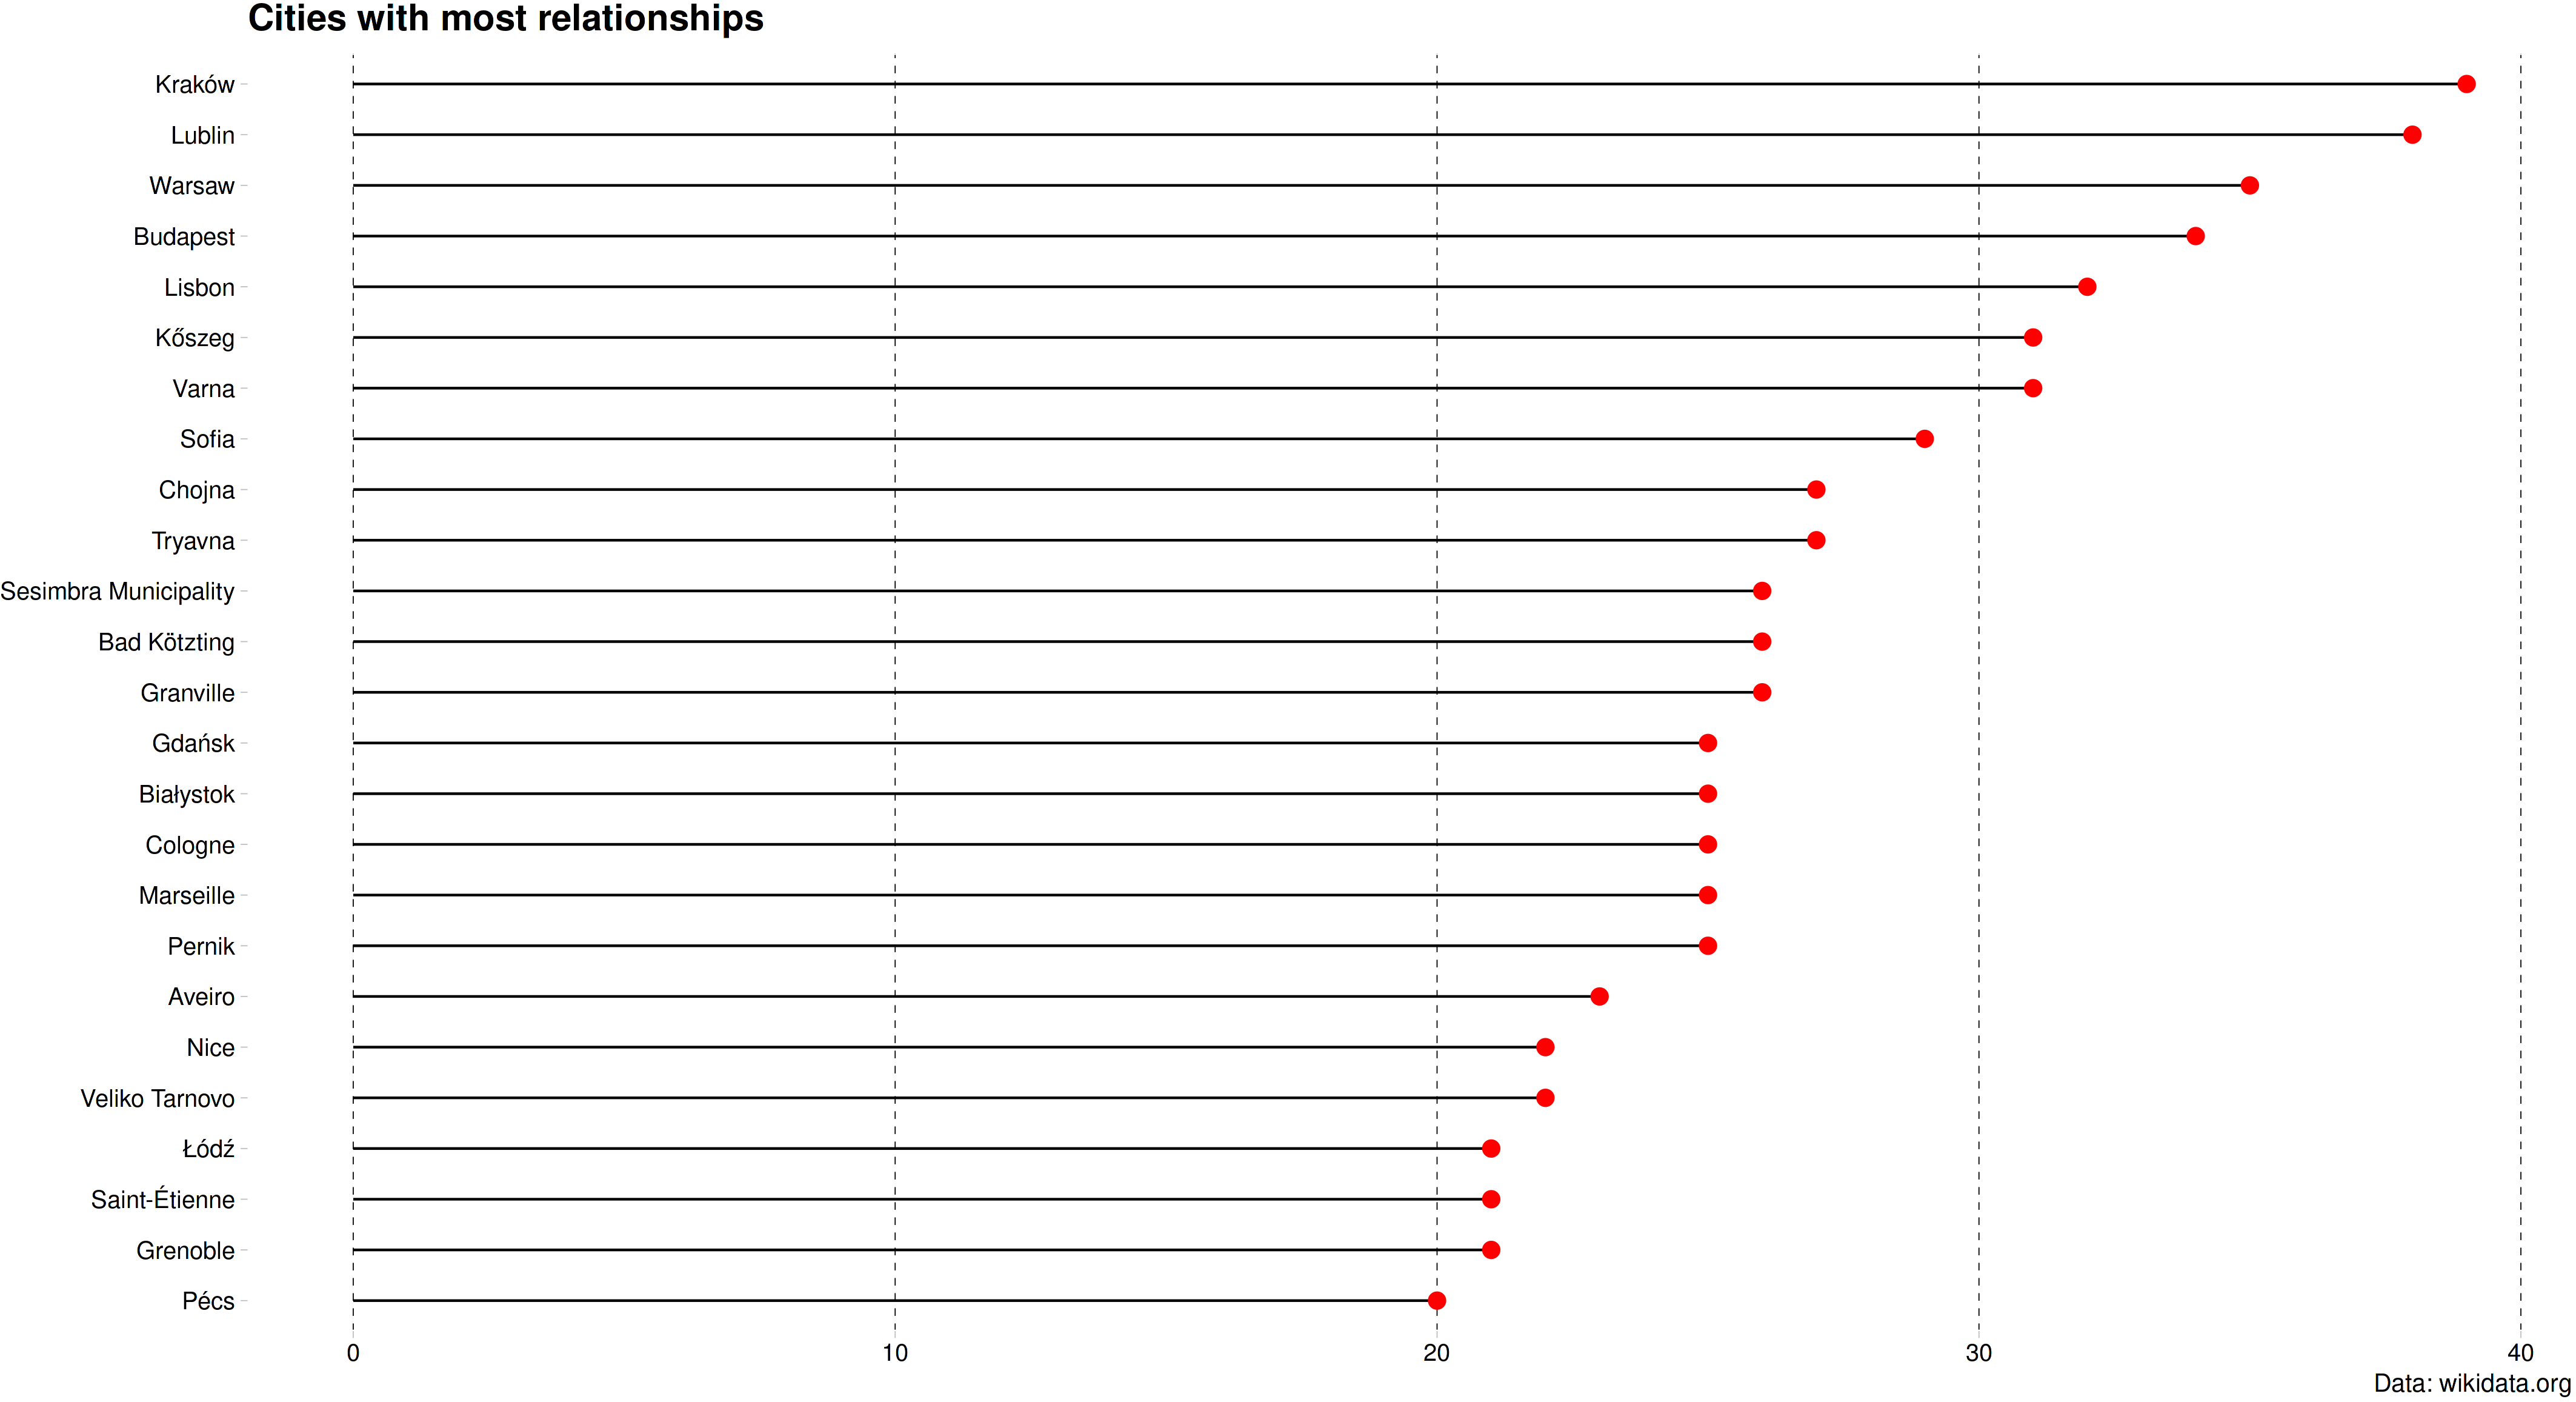 Cities with most relationships
Kraków
Lublin
Warsaw
Budapest
Lisbon
Kőszeg
Varna
Sofia
Chojna
Tryavna
Sesimbra Municipality
Bad Kötzting
Granville
Gdańsk
Białystok
Cologne
Marseille
Pernik
Aveiro
Nice
Veliko Tarnovo
Łódź
Saint-Étienne
Grenoble
Pécs
0 10 20 30 40
Data: wikidata.org